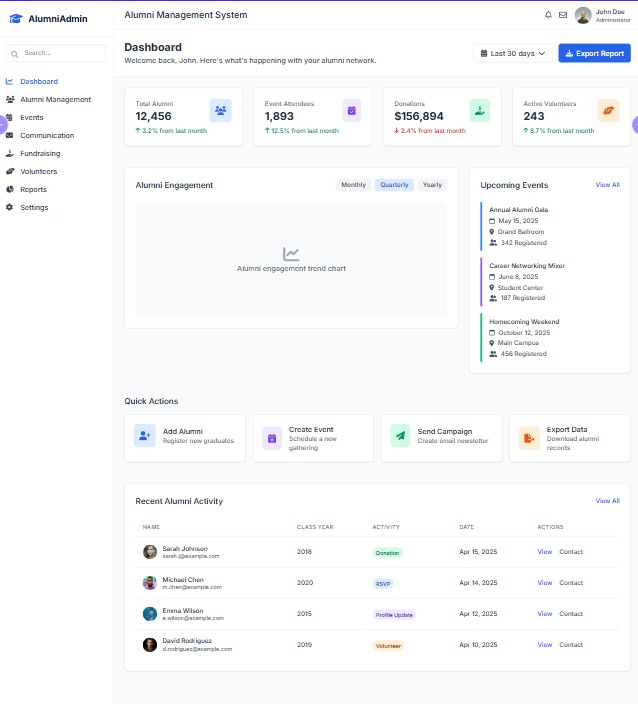 AlumniAdmin
Search...
Dashboard
Alumni Management
Events
Communication
Fundraising
Volunteers
Reports
Settings
Alumni Management System
John Doe
Administrator
Dashboard
Welcome back, John. Here's what's happening with your alumni network.
Last 30 days
Export Report
Total Alumni
12,456
3.2% from last month
Event Attendees
1,893
12.5% from last month
Donations
$156,894
2.4% from last month
Active Volunteers
243
8.7% from last month
Alumni Engagement
Monthly
Quarterly
Yearly
Alumni engagement trend chart
Upcoming Events
View All
Annual Alumni Gala
May 15, 2025
Grand Ballroom
342 Registered
Career Networking Mixer
June 8, 2025
Student Center
187 Registered
Homecoming Weekend
October 12, 2025
Main Campus
456 Registered
Quick Actions
Add Alumni
Register new graduates
Create Event
Schedule a new
gathering
Send Campaign
Create email newsletter
Export Data
Download alumni
records
Recent Alumni Activity
View All
NAME CLASS YEAR ACTIVITY DATE ACTIONS
Sarah Johnson
sarah.j@example.com
2018 Donation Apr 15, 2025 View Contact
Michael Chen
m.chen@example.com
2020 RSVP Apr 14, 2025 View Contact
Emma Wilson
e.wilson@example.com
2015 Profile Update Apr 12, 2025 View Contact
David Rodriguez
d.rodriguez@example.com
2019 Volunteer Apr 10, 2025 View Contact